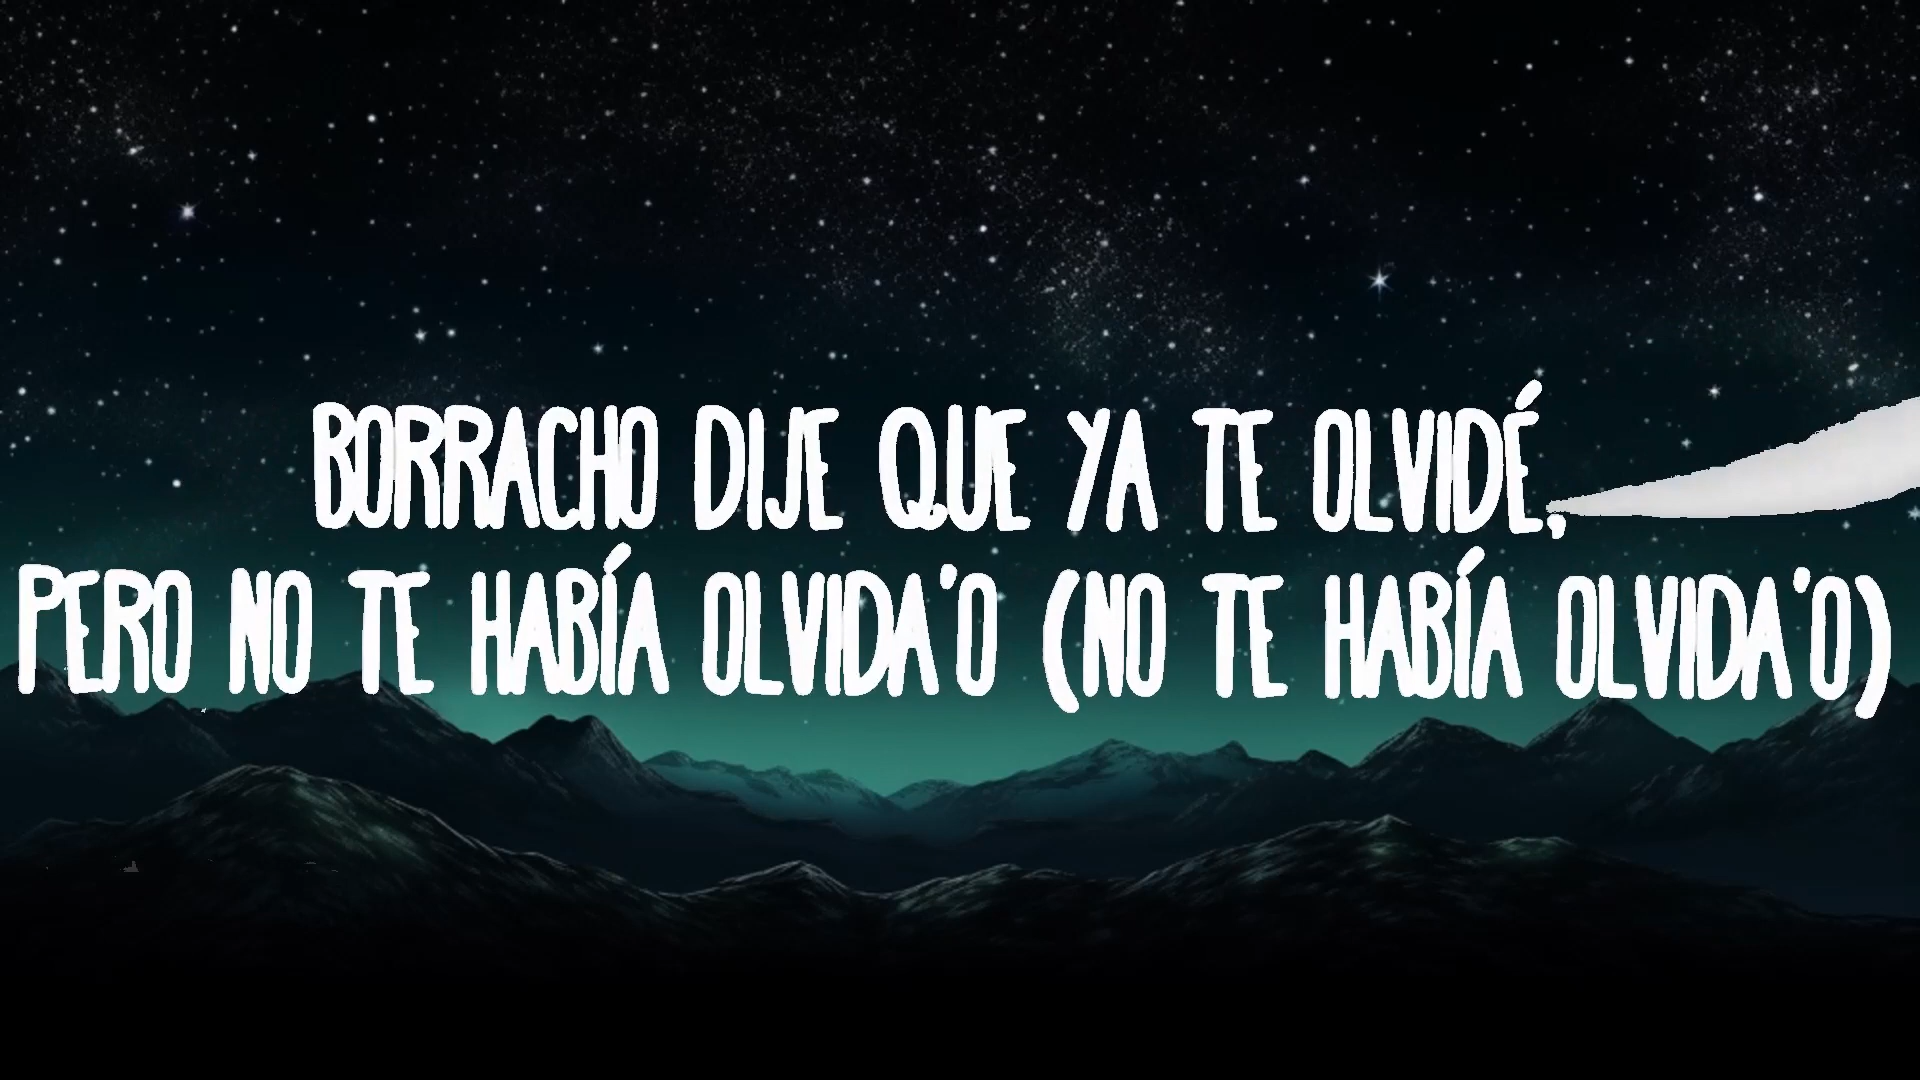 BORRACHO DIJE QUE YA TE OLVIDÉ,
PERO NO TE HABÍA OLVIDA'O (NO TE HABÍA OLVIDA'O)